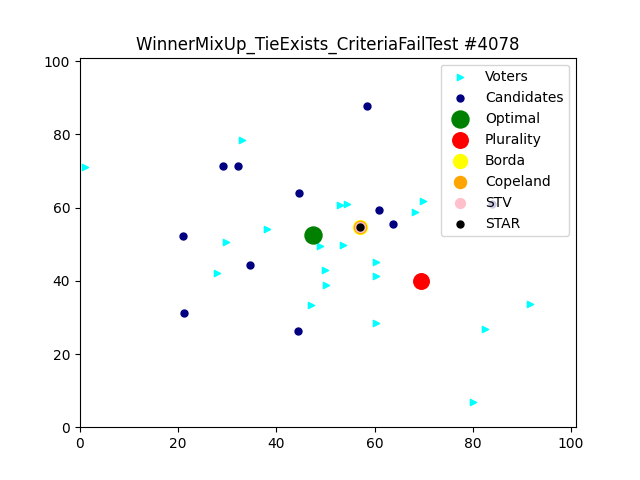 WinnerMixUp_TieExists_CriteriaFailTest #4078
100
80
60
40
20
0
0
20
40
60
80
100
Voters
Candidates
Optimal
Plurality
Borda
Copeland
STV
STAR